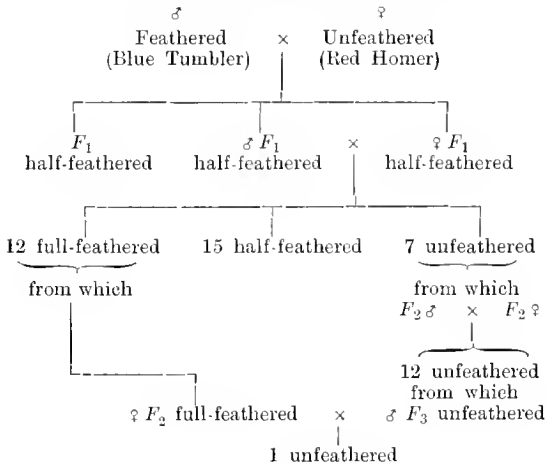 ♂ ♀
Feathered × Unfeathered
(Blue Tumbler) (Red Homer)
F₁ ♂ F₁ × ♀ F₁
half-feathered half-feathered half-feathered
12 full-feathered 15 half-feathered 7 unfeathered
from which from which
F₂ ♂ × F₂ ♀
12 unfeathered
from which
♀ F₂ full-feathered × ♂ F₃ unfeathered
1 unfeathered